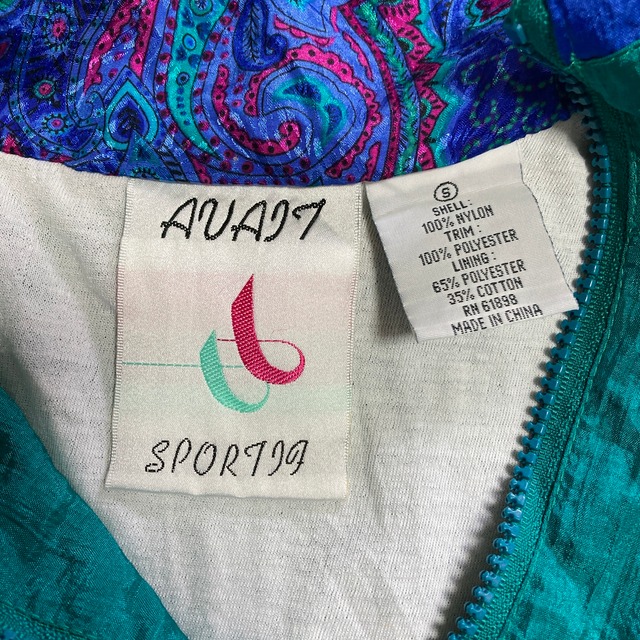 AVAIT
SPORTIF
S
SHELL:
100% NYLON
TRIM:
100% POLYESTER
LINING:
65% POLYESTER
35% COTTON
RN 61898
MADE IN CHINA